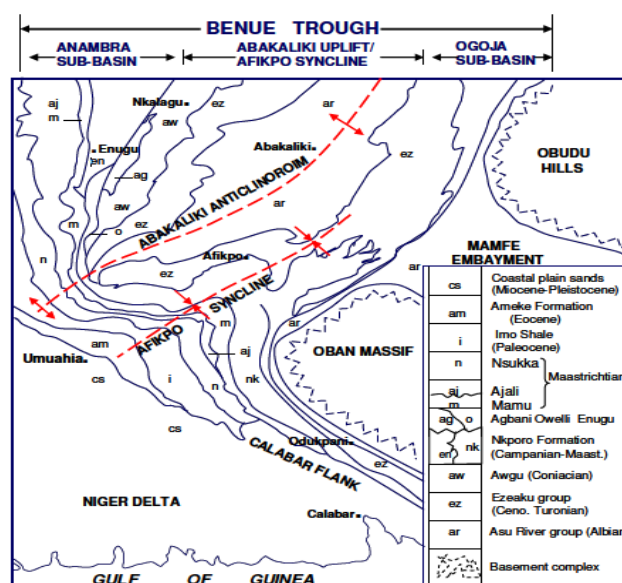 BENUE TROUGH
ANAMBRA
SUB-BASIN
ABAKALIKI UPLIFT/
AFIKPO SYNCLINE
OGOJA
SUB-BASIN
aj
m
Nkalagu
ez
ar
aw
Enugu
en
Abakaliki
ez
OBUDU
HILLS
ag
aw
m
o
ez
ABAKALIKI ANTICLINOROIM
ar
n
Afikpo
ez
ar
MAMFE
EMBAYMENT
AFIKPO SYNCLINE
m
ar
OBAN MASSIF
Umuahia
am
cs
i
n
aj
nk
cs
Odukpani
ez
CALABAR FLANK
NIGER DELTA
Calabar
GULF OF GUINEA
cs Coastal plain sands
(Miocene-Pleistocene)
am Ameke Formation
(Eocene)
i Imo Shale
(Paleocene)
n Nsukka
Maastrichtian
aj Ajali
m Mamu
ag o Agbani Owelli Enugu
en nk Nkporo Formation
(Campanian-Maast.)
aw Awgu (Coniacian)
ez Ezeaku group
(Ceno. Turonian)
ar Asu River group (Albian
Basement complex